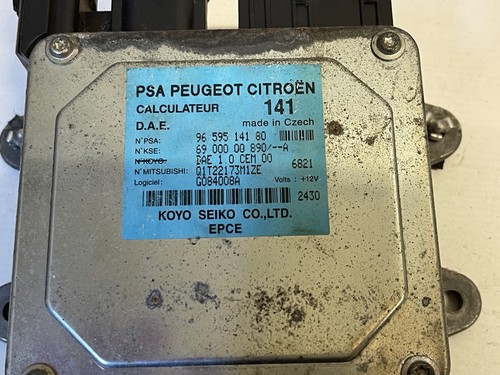 PSA PEUGEOT CITROËN
CALCULATEUR 141
D.A.E. made in Czech
N°PSA: 96 595 141 80
N°KSE: 69 000 00 890/--A
N°KOYO: DAE 1.0 CEM 00 6821
N°MITSUBISHI: Q1T22173M1ZE
Logiciel: G084008A Volts : +12V
2430
KOYO SEIKO CO.,LTD.
EPCE